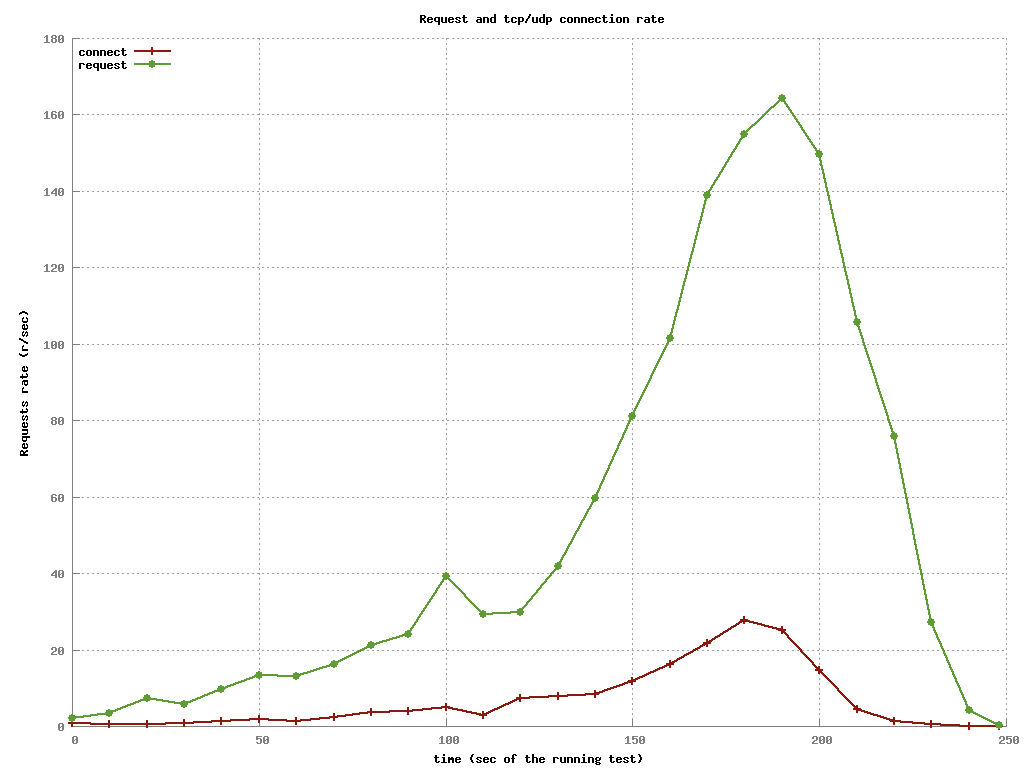 Request and tcp/udp connection rate
connect
request
Requests rate (r/sec)
180
160
140
120
100
80
60
40
20
0
0 50 100 150 200 250
time (sec of the running test)